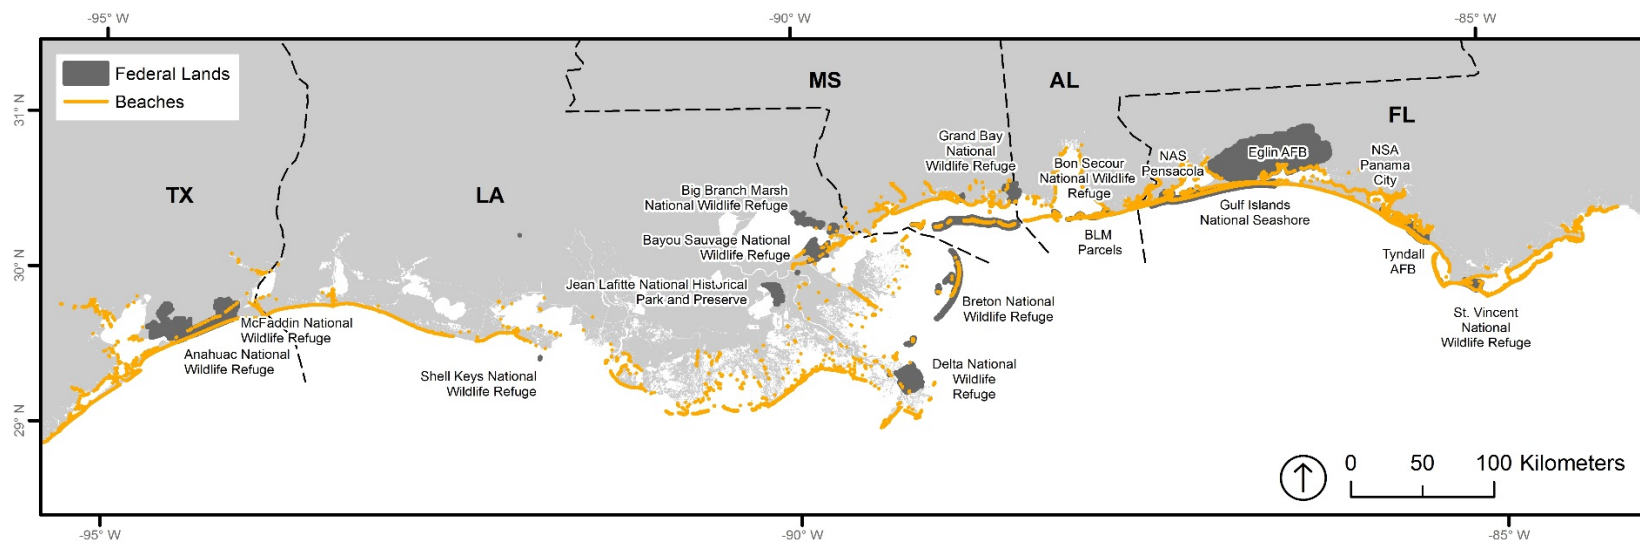 -95° W
-90° W
-85° W
Federal Lands
Beaches
31° N
30° N
29° N
TX
LA
MS
AL
FL
Grand Bay
National
Wildlife Refuge
Bon Secour
National Wildlife
Refuge
NAS
Pensacola
Eglin AFB
NSA
Panama
City
Big Branch Marsh
National Wildlife Refuge
Bayou Sauvage National
Wildlife Refuge
Jean Lafitte National Historical
Park and Preserve
BLM
Parcels
Gulf Islands
National Seashore
Tyndall
AFB
Breton National
Wildlife Refuge
McFaddin National
Wildlife Refuge
Anahuac National
Wildlife Refuge
Shell Keys National
Wildlife Refuge
Delta National
Wildlife
Refuge
St. Vincent
National
Wildlife Refuge
0 50 100 Kilometers
-95° W
-90° W
-85° W